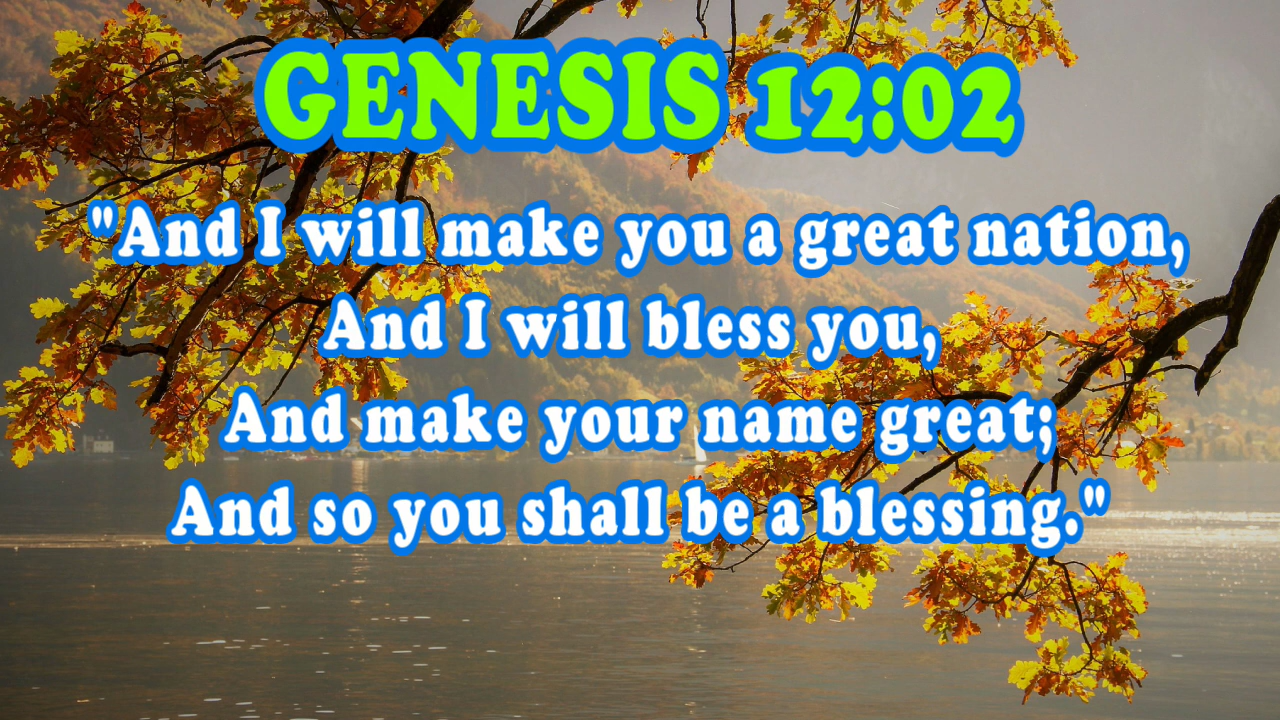 GENESIS 12:02
"And I will make you a great nation,
And I will bless you,
And make your name great;
And so you shall be a blessing."